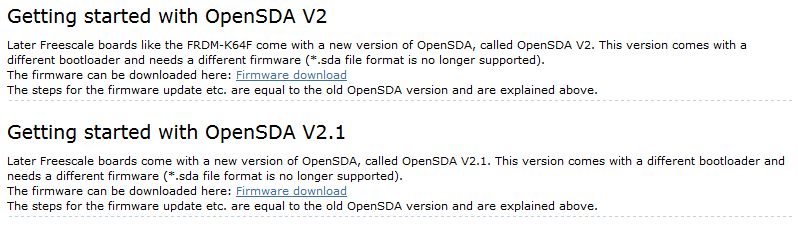 Getting started with OpenSDA V2
Later Freescale boards like the FRDM-K64F come with a new version of OpenSDA, called OpenSDA V2. This version comes with a
different bootloader and needs a different firmware (*.sda file format is no longer supported).
The firmware can be downloaded here: Firmware download
The steps for the firmware update etc. are equal to the old OpenSDA version and are explained above.
Getting started with OpenSDA V2.1
Later Freescale boards come with a new version of OpenSDA, called OpenSDA V2.1. This version comes with a different bootloader and
needs a different firmware (*.sda file format is no longer supported).
The firmware can be downloaded here: Firmware download
The steps for the firmware update etc. are equal to the old OpenSDA version and are explained above.